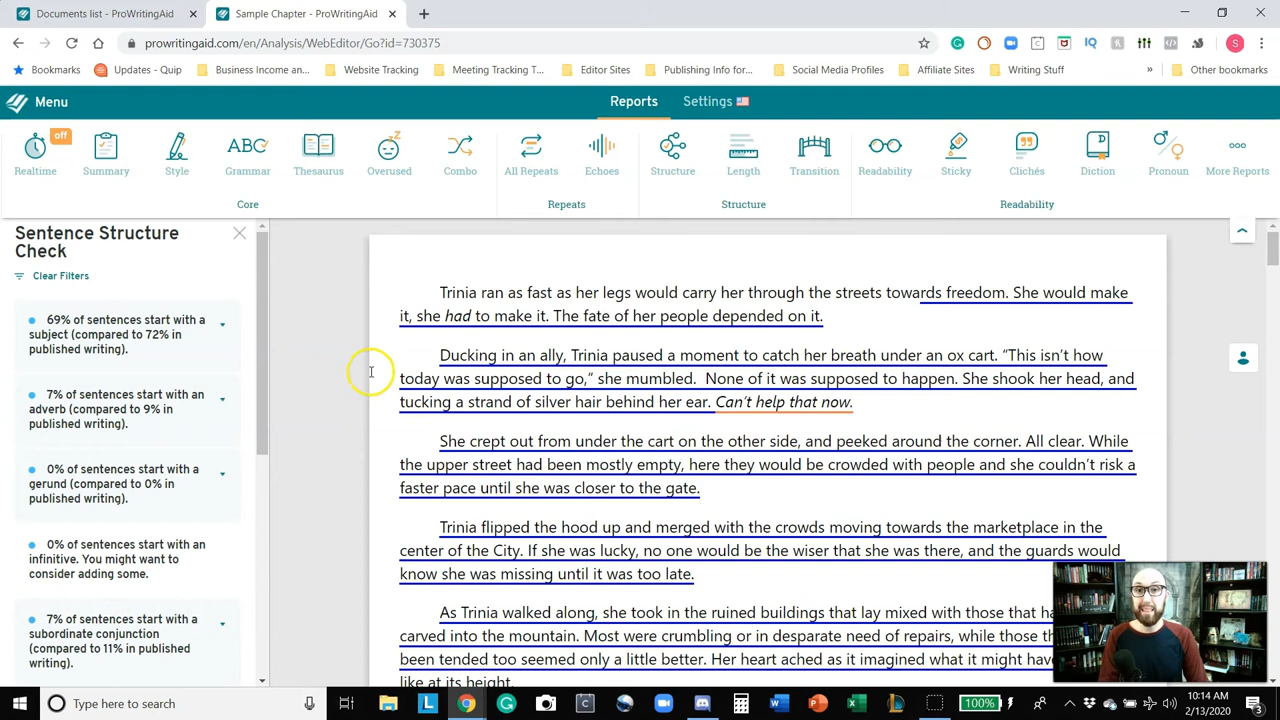 Documents list - ProWritingAid
Sample Chapter - ProWritingAid
prowritingaid.com/en/Analysis/WebEditor/Go?id=730375
Bookmarks
Updates - Quip
Business Income an...
Website Tracking
Meeting Tracking T...
Editor Sites
Publishing Info for...
Social Media Profiles
Affiliate Sites
Writing Stuff
»
Other bookmarks
Menu
Reports
Settings
off
Realtime
Summary
Style
ABC
Grammar
Thesaurus
Overused
Combo
All Repeats
Echoes
Structure
Length
Transition
Readability
Sticky
Clichés
Diction
Pronoun
More Reports
Core
Repeats
Structure
Readability
Sentence Structure
Check
Clear Filters
69% of sentences start with a
subject (compared to 72% in
published writing).
7% of sentences start with an
adverb (compared to 9% in
published writing).
0% of sentences start with a
gerund (compared to 0% in
published writing).
0% of sentences start with an
infinitive. You might want to
consider adding some.
7% of sentences start with a
subordinate conjunction
(compared to 11% in published
writing).
Trinia ran as fast as her legs would carry her through the streets towards freedom. She would make
it, she had to make it. The fate of her people depended on it.
Ducking in an ally, Trinia paused a moment to catch her breath under an ox cart. “This isn’t how
today was supposed to go,” she mumbled.  None of it was supposed to happen. She shook her head, and
tucking a strand of silver hair behind her ear. Can’t help that now.
She crept out from under the cart on the other side, and peeked around the corner. All clear. While
the upper street had been mostly empty, here they would be crowded with people and she couldn’t risk a
faster pace until she was closer to the gate.
Trinia flipped the hood up and merged with the crowds moving towards the marketplace in the
center of the City. If she was lucky, no one would be the wiser that she was there, and the guards would
know she was missing until it was too late.
As Trinia walked along, she took in the ruined buildings that lay mixed with those that
carved into the mountain. Most were crumbling or in desperate need of repairs, while those
been tended too seemed only a little better. Her heart ached as it imagined what it might have
like at its height.
Type here to search
100%
10:14 AM
2/13/2020
3